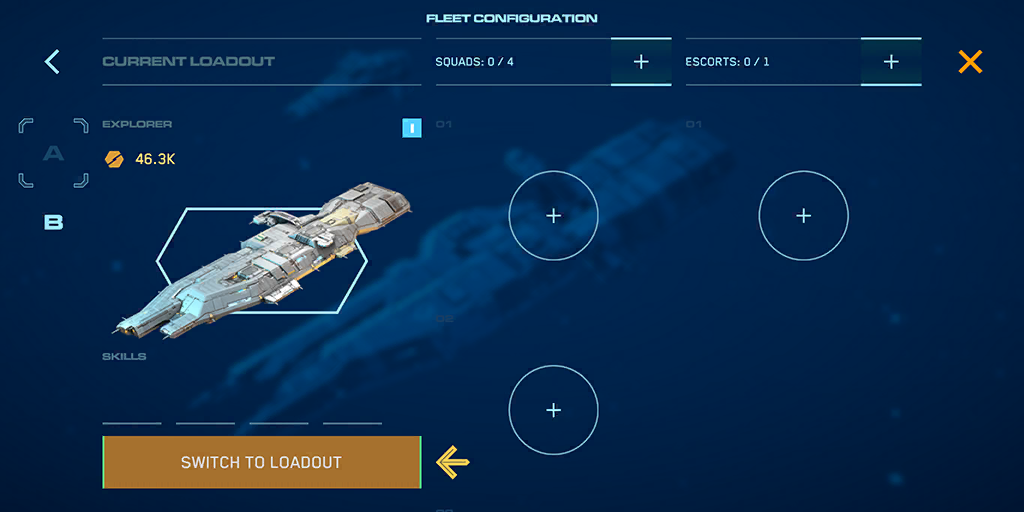 FLEET CONFIGURATION
CURRENT LOADOUT
SQUADS: 0 / 4
+
ESCORTS: 0 / 1
+
EXPLORER
I
01
01
A
46.3K
B
02
SKILLS
SWITCH TO LOADOUT